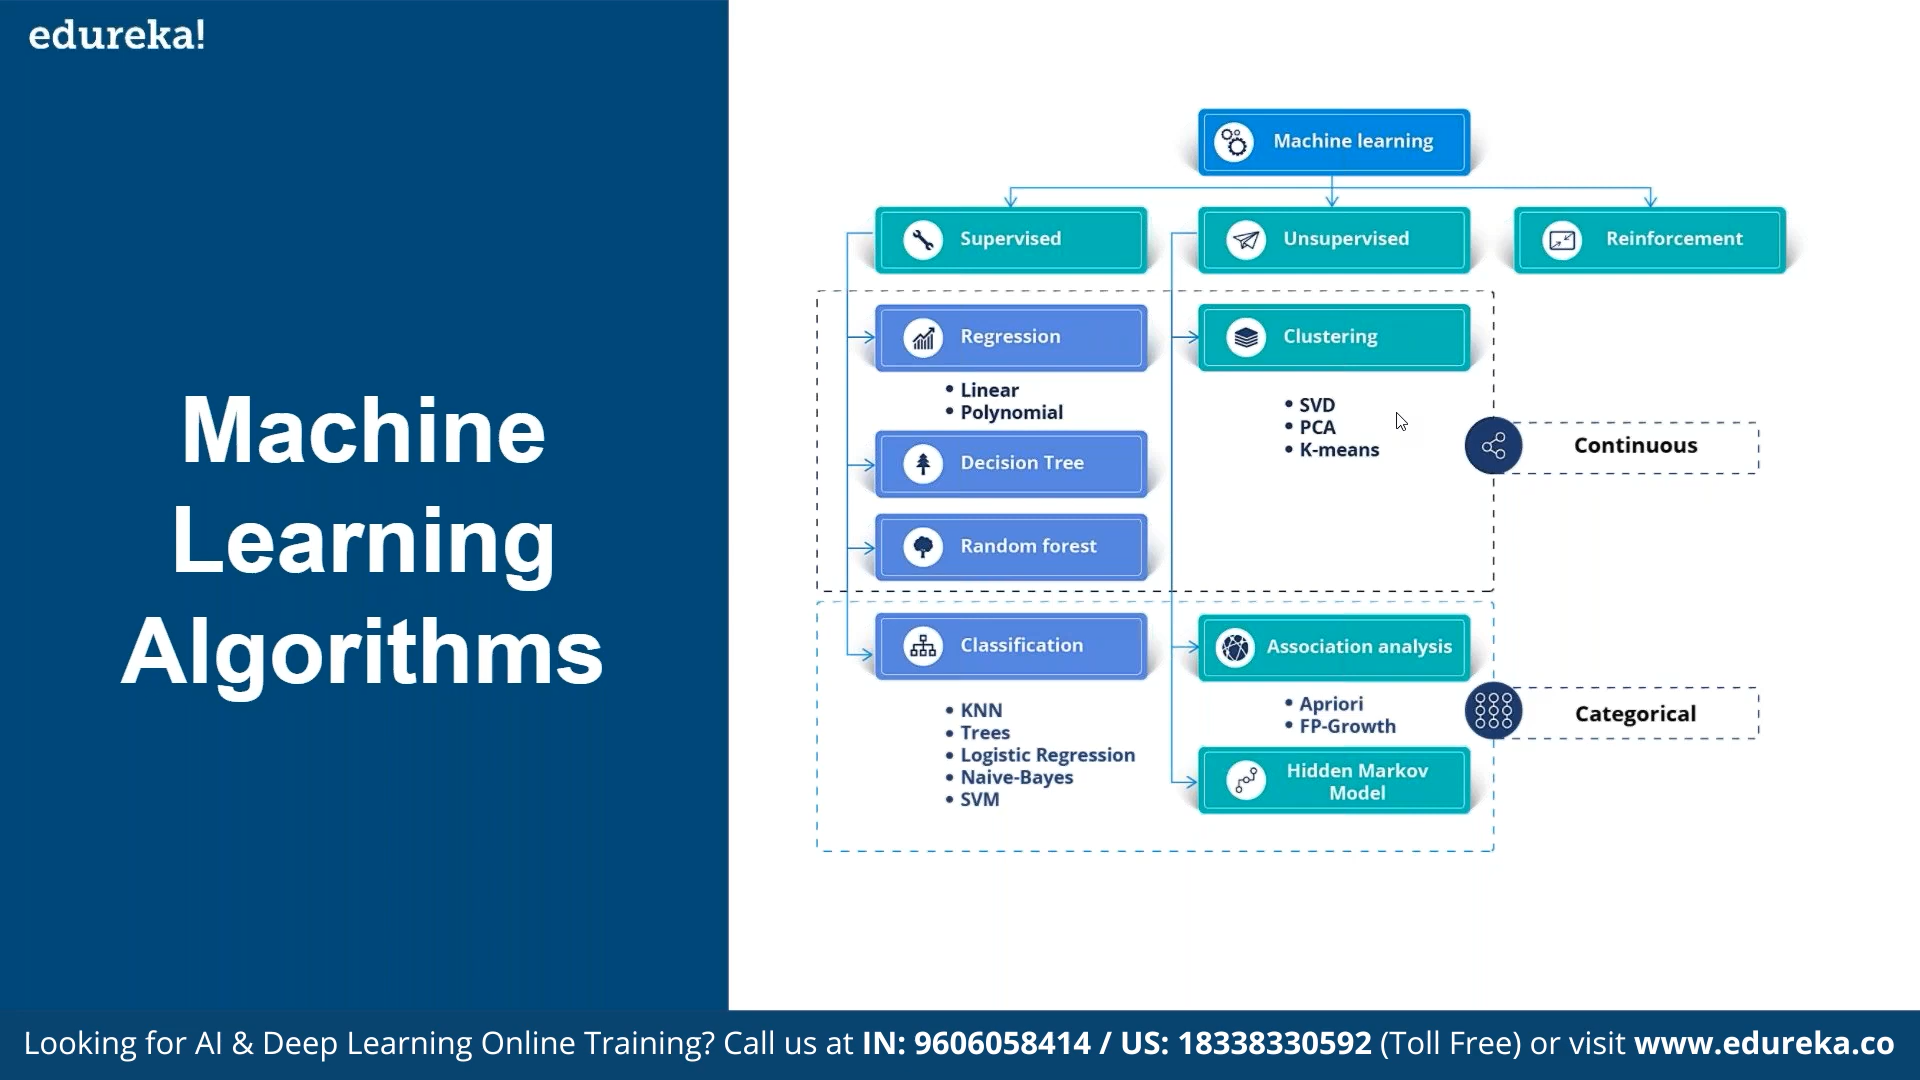 edureka!
Machine
Learning
Algorithms
Machine learning
Supervised
Unsupervised
Reinforcement
Regression
• Linear
• Polynomial
Decision Tree
Random forest
Clustering
• SVD
• PCA
• K-means
Continuous
Classification
• KNN
• Trees
• Logistic Regression
• Naive-Bayes
• SVM
Association analysis
• Apriori
• FP-Growth
Hidden Markov
Model
Categorical
Looking for AI & Deep Learning Online Training? Call us at IN: 9606058414 / US: 18338330592 (Toll Free) or visit www.edureka.co